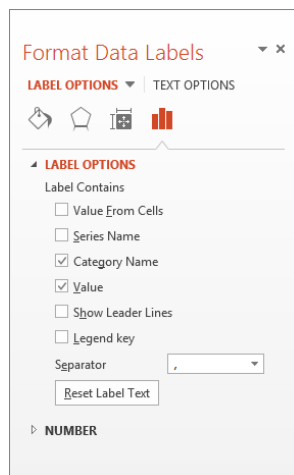 Format Data Labels
LABEL OPTIONS TEXT OPTIONS
LABEL OPTIONS
Label Contains
Value From Cells
Series Name
Category Name
Value
Show Leader Lines
Legend key
Separator ,
Reset Label Text
NUMBER